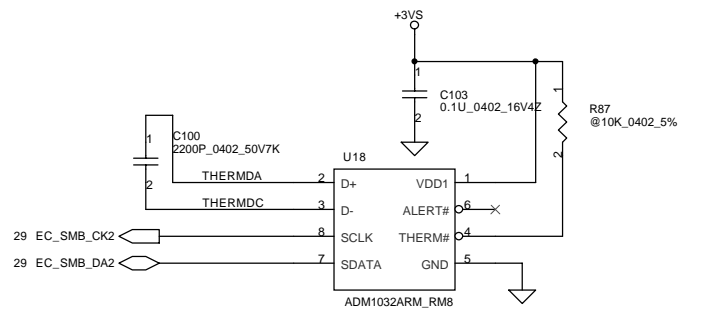 +3VS
1
C103
0.1U_0402_16V4Z
2
1
R87
@10K_0402_5%
2
1
C100
2200P_0402_50V7K
2
U18
THERMDA 2 D+ VDD1 1
THERMDC 3 D- ALERT# 6
29 EC_SMB_CK2 8 SCLK THERM# 4
29 EC_SMB_DA2 7 SDATA GND 5
ADM1032ARM_RM8